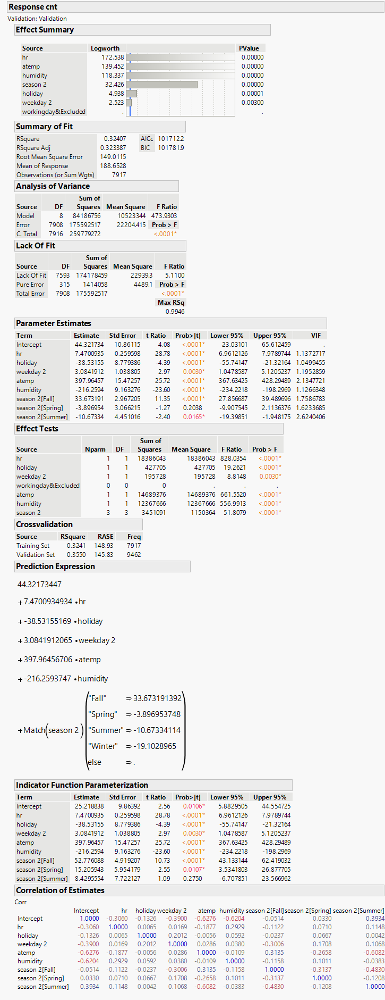 Response cnt
Validation: Validation
Effect Summary
Source Logworth PValue
hr 172.538 0.00000
atemp 139.452 0.00000
humidity 118.337 0.00000
season 2 32.426 0.00000
holiday 4.938 0.00001
weekday 2 2.523 0.00300
workingday&Excluded . .
Summary of Fit
RSquare 0.32407 AICc 101712.2
RSquare Adj 0.323387 BIC 101781.9
Root Mean Square Error 149.0115
Mean of Response 188.6528
Observations (or Sum Wgts) 7917
Analysis of Variance
Sum of
Source DF Squares Mean Square F Ratio
Model 8 84186756 10523344 473.9303
Error 7908 175592517 22204.415 Prob > F
C. Total 7916 259779272 <.0001*
Lack Of Fit
Sum of
Source DF Squares Mean Square F Ratio
Lack Of Fit 7593 174178459 22939.3 5.1100
Pure Error 315 1414058 4489.1 Prob > F
Total Error 7908 175592517 <.0001*
Max RSq
0.9946
Parameter Estimates
Term Estimate Std Error t Ratio Prob>|t| Lower 95% Upper 95% VIF
Intercept 44.321734 10.86115 4.08 <.0001* 23.03101 65.612459 .
hr 7.4700935 0.259598 28.78 <.0001* 6.9612126 7.9789744 1.1372717
holiday -38.53155 8.779386 -4.39 <.0001* -55.74147 -21.32164 1.0499455
weekday 2 3.0841912 1.038805 2.97 0.0030* 1.0478587 5.1205237 1.1952859
atemp 397.96457 15.47257 25.72 <.0001* 367.63425 428.29489 2.1347721
humidity -216.2594 9.163276 -23.60 <.0001* -234.2218 -198.2969 1.1266348
season 2[Fall] 33.673191 2.967205 11.35 <.0001* 27.856687 39.489696 1.7586783
season 2[Spring] -3.896954 3.066215 -1.27 0.2038 -9.907545 2.1136376 1.6233685
season 2[Summer] -10.67334 4.451016 -2.40 0.0165* -19.39851 -1.948175 2.6240406
Effect Tests
Sum of
Source Nparm DF Squares Mean Square F Ratio Prob > F
hr 1 1 18386043 18386043 828.0354 <.0001*
holiday 1 1 427705 427705 19.2621 <.0001*
weekday 2 1 1 195728 195728 8.8148 0.0030*
workingday&Excluded 0 0 0 . . .
atemp 1 1 14689376 14689376 661.5520 <.0001*
humidity 1 1 12367666 12367666 556.9913 <.0001*
season 2 3 3 3451091 1150364 51.8079 <.0001*
Crossvalidation
Source RSquare RASE Freq
Training Set 0.3241 148.93 7917
Validation Set 0.3550 145.83 9462
Prediction Expression
44.32173447
+ 7.4700934934 • hr
+ -38.53155169 • holiday
+ 3.0841912065 • weekday 2
+ 397.96456706 • atemp
+ -216.2593747 • humidity
"Fall" ⇒ 33.673191392
"Spring" ⇒ -3.896953748
+ Match( season 2 ) "Summer" ⇒ -10.67334114
"Winter" ⇒ -19.1028965
else ⇒ .
Indicator Function Parameterization
Term Estimate Std Error t Ratio Prob>|t| Lower 95% Upper 95%
Intercept 25.218838 9.86392 2.56 0.0106* 5.8829505 44.554725
hr 7.4700935 0.259598 28.78 <.0001* 6.9612126 7.9789744
holiday -38.53155 8.779386 -4.39 <.0001* -55.74147 -21.32164
weekday 2 3.0841912 1.038805 2.97 0.0030* 1.0478587 5.1205237
atemp 397.96457 15.47257 25.72 <.0001* 367.63425 428.29489
humidity -216.2594 9.163276 -23.60 <.0001* -234.2218 -198.2969
season 2[Fall] 52.776088 4.919207 10.73 <.0001* 43.133144 62.419032
season 2[Spring] 15.205943 5.954179 2.55 0.0107* 3.5341803 26.877705
season 2[Summer] 8.4295554 7.722127 1.09 0.2750 -6.707851 23.566962
Correlation of Estimates
Corr
Intercept hr holiday weekday 2 atemp humidity season 2[Fall] season 2[Spring] season 2[Summer]
Intercept 1.0000 -0.3060 -0.1326 -0.3900 -0.6276 -0.6204 -0.0514 0.0330 0.3934
hr -0.3060 1.0000 0.0065 0.0169 -0.1877 0.2929 -0.1122 0.0710 0.1148
holiday -0.1326 0.0065 1.0000 0.2012 -0.0056 0.0592 -0.0237 0.0667 0.0042
weekday 2 -0.3900 0.0169 0.2012 1.0000 0.0286 0.0380 -0.3006 0.1708 0.1068
atemp -0.6276 -0.1877 -0.0056 0.0286 1.0000 -0.0109 0.3135 -0.2658 -0.6082
humidity -0.6204 0.2929 0.0592 0.0380 -0.0109 1.0000 -0.1158 0.1011 -0.0383
season 2[Fall] -0.0514 -0.1122 -0.0237 -0.3006 0.3135 -0.1158 1.0000 -0.3137 -0.4830
season 2[Spring] 0.0330 0.0710 0.0667 0.1708 -0.2658 0.1011 -0.3137 1.0000 -0.1208
season 2[Summer] 0.3934 0.1148 0.0042 0.1068 -0.6082 -0.0383 -0.4830 -0.1208 1.0000